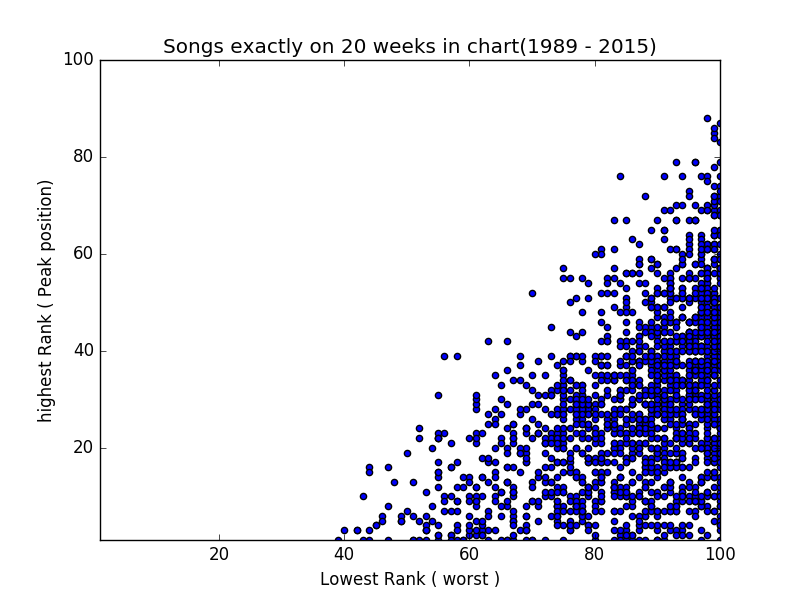 Songs exactly on 20 weeks in chart(1989 - 2015)
100
80
60
40
20
highest Rank ( Peak position)
20 40 60 80 100
Lowest Rank ( worst )